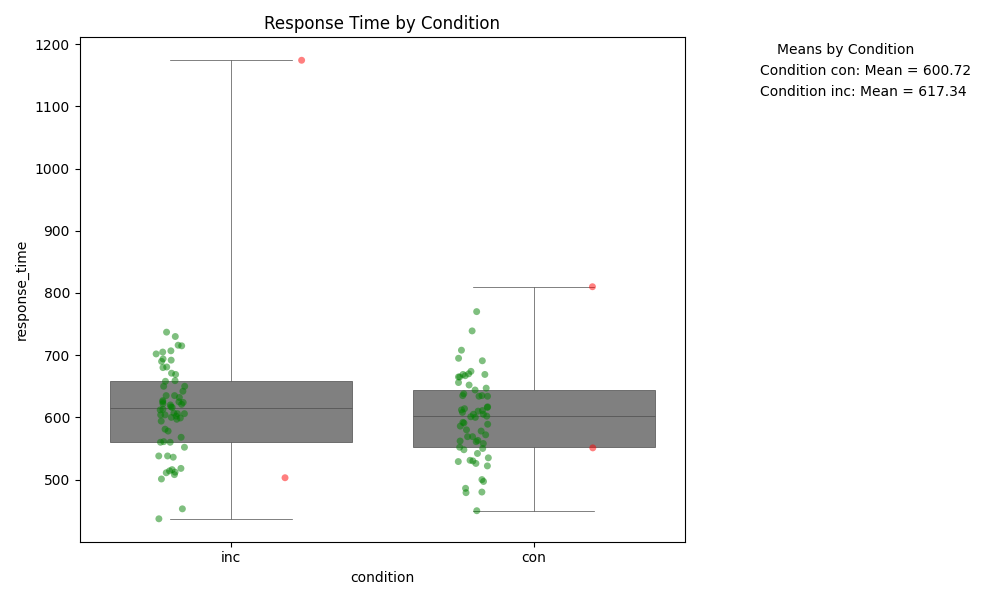 Response Time by Condition
Means by Condition
Condition con: Mean = 600.72
Condition inc: Mean = 617.34
1200
1100
1000
900
800
700
600
500
response_time
inc
con
condition